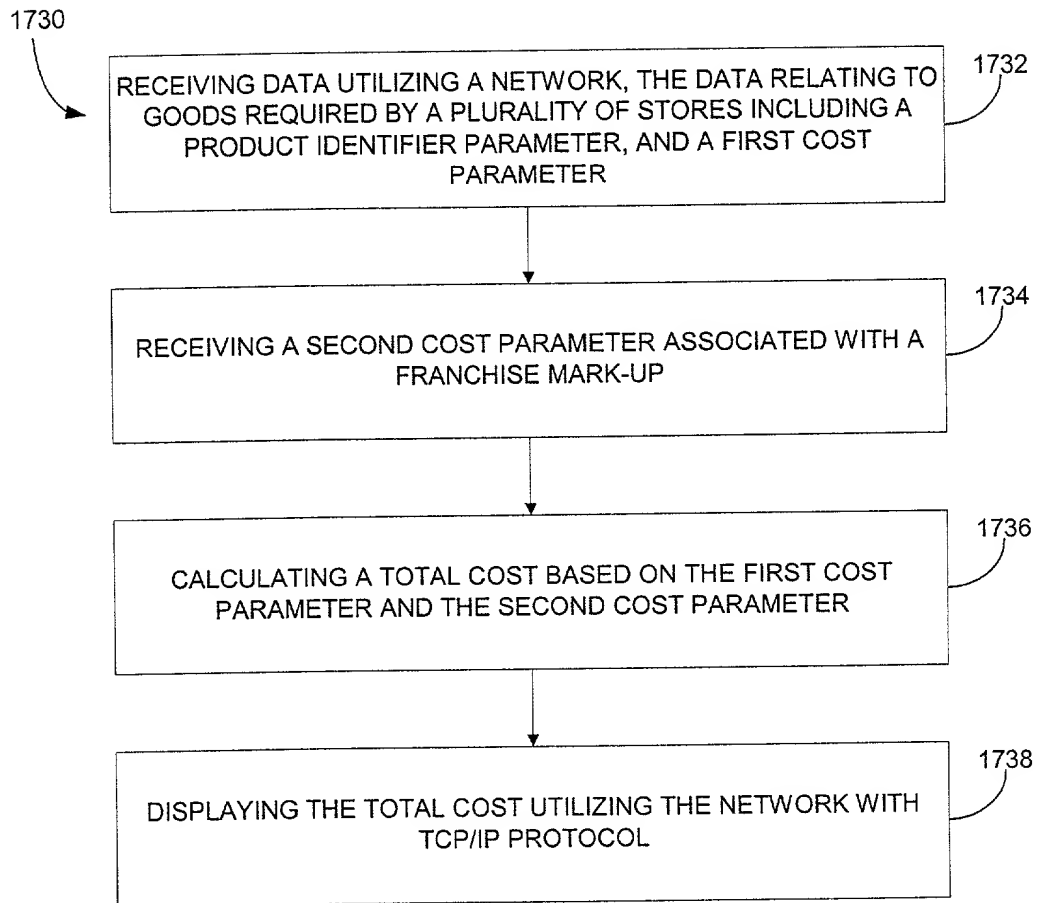 1730
1732
RECEIVING DATA UTILIZING A NETWORK, THE DATA RELATING TO
GOODS REQUIRED BY A PLURALITY OF STORES INCLUDING A
PRODUCT IDENTIFIER PARAMETER, AND A FIRST COST
PARAMETER
1734
RECEIVING A SECOND COST PARAMETER ASSOCIATED WITH A
FRANCHISE MARK-UP
1736
CALCULATING A TOTAL COST BASED ON THE FIRST COST
PARAMETER AND THE SECOND COST PARAMETER
1738
DISPLAYING THE TOTAL COST UTILIZING THE NETWORK WITH
TCP/IP PROTOCOL